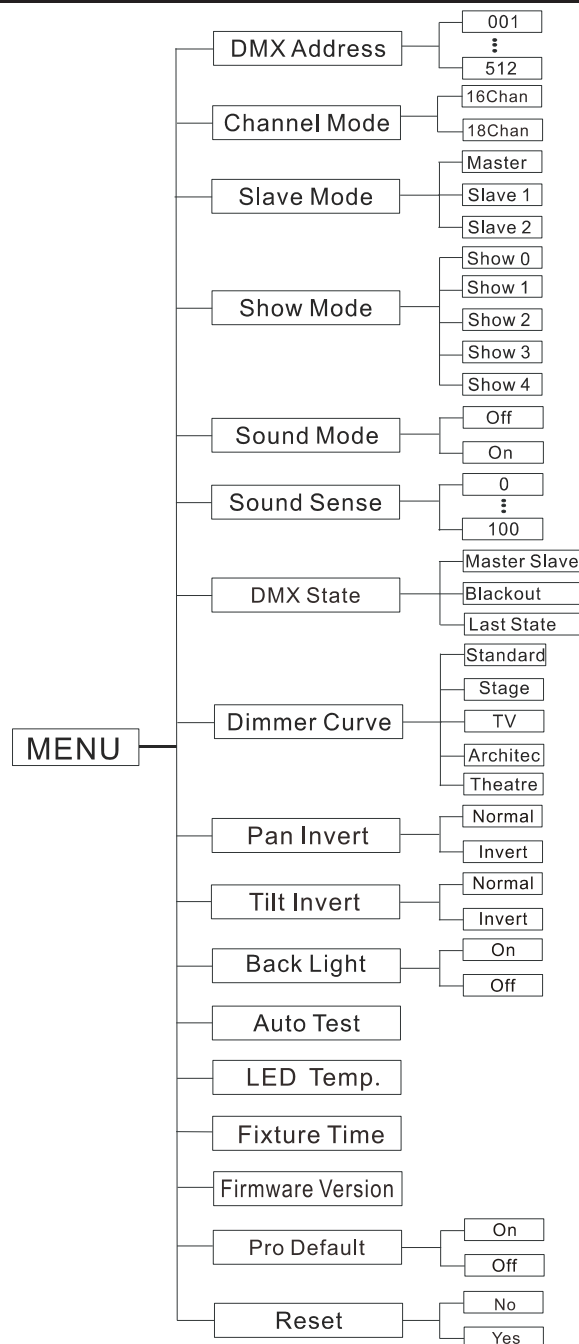 MENU
DMX Address
001
512
Channel Mode
16Chan
18Chan
Slave Mode
Master
Slave 1
Slave 2
Show Mode
Show 0
Show 1
Show 2
Show 3
Show 4
Sound Mode
Off
On
Sound Sense
0
100
DMX State
Master Slave
Blackout
Last State
Dimmer Curve
Standard
Stage
TV
Architec
Theatre
Pan Invert
Normal
Invert
Tilt Invert
Normal
Invert
Back Light
On
Off
Auto Test
LED Temp.
Fixture Time
Firmware Version
Pro Default
On
Off
Reset
No
Yes